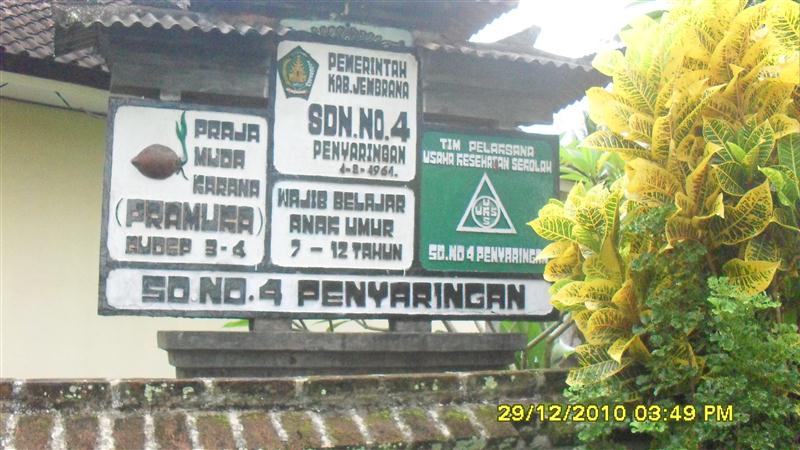 PEMERINTAH
KAB.JEMBRANA
SDN.NO.4
PENYARINGAN
1-8-1961.
PRAJA
MUDA
KARANA
(PRAMUKA)
GUDEP 3-4
WAJIB BELAJAR
ANAK UMUR
7 - 12 TAHUN
TIM PELAKSANA
USAHA KESEHATAN SEKOLAH
UKS
SD.NO 4 PENYARINGAN
SD.NO.4 PENYARINGAN
29/12/2010 03:49 PM